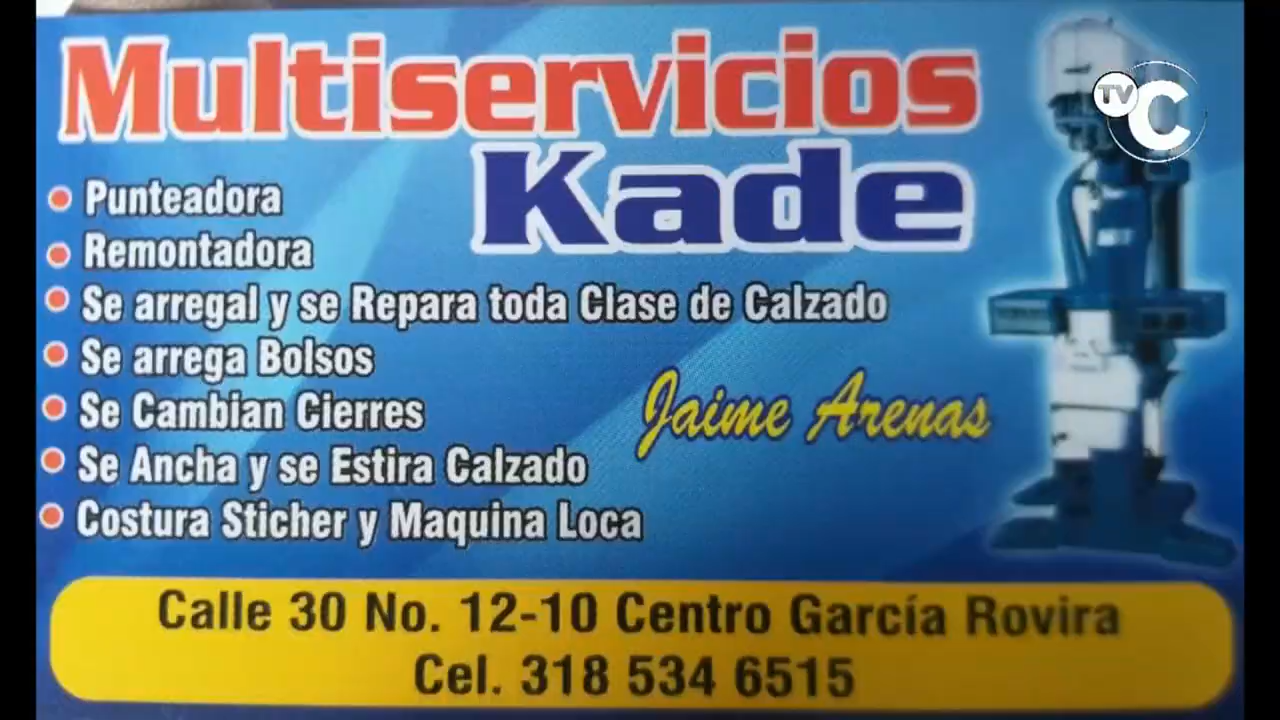 Multiservicios
Kade
TV C
Punteadora
Remontadora
Se arregal y se Repara toda Clase de Calzado
Se arrega Bolsos
Se Cambian Cierres
Se Ancha y se Estira Calzado
Costura Sticher y Maquina Loca
Jaime Arenas
Calle 30 No. 12-10 Centro García Rovira
Cel. 318 534 6515